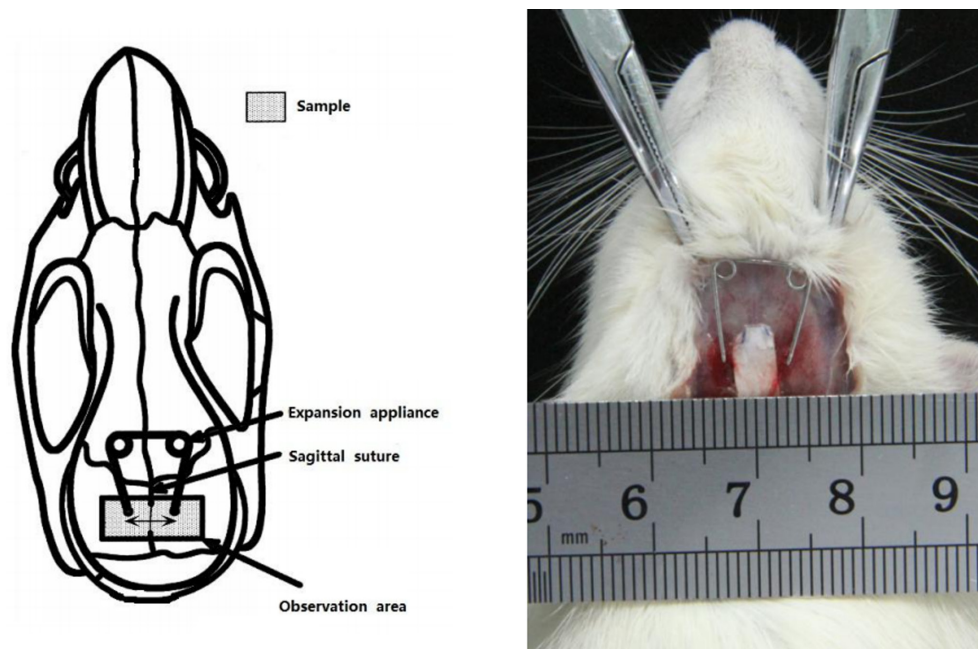 Sample
Expansion appliance
Sagittal suture
Observation area
5 6 7 8 9
mm